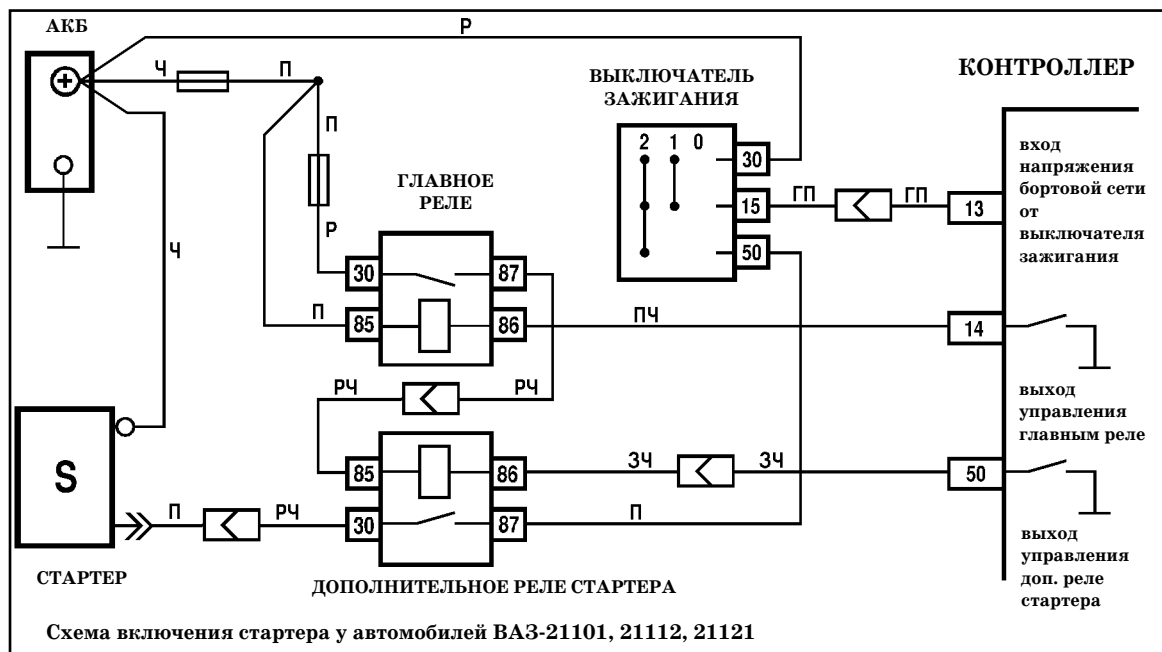 АКБ
Р
Ч
П
ВЫКЛЮЧАТЕЛЬ
ЗАЖИГАНИЯ
КОНТРОЛЛЕР
П
2 1 0
30
ГЛАВНОЕ
РЕЛЕ
15
ГП
ГП
13
вход
напряжения
бортовой сети
от
выключателя
зажигания
Р
Ч
50
30
87
П
85
86
ПЧ
14
РЧ
РЧ
выход
управления
главным реле
S
85
86
ЗЧ
ЗЧ
50
П
РЧ
30
87
П
выход
управления
доп. реле
стартера
СТАРТЕР
ДОПОЛНИТЕЛЬНОЕ РЕЛЕ СТАРТЕРА
Схема включения стартера у автомобилей ВАЗ-21101, 21112, 21121